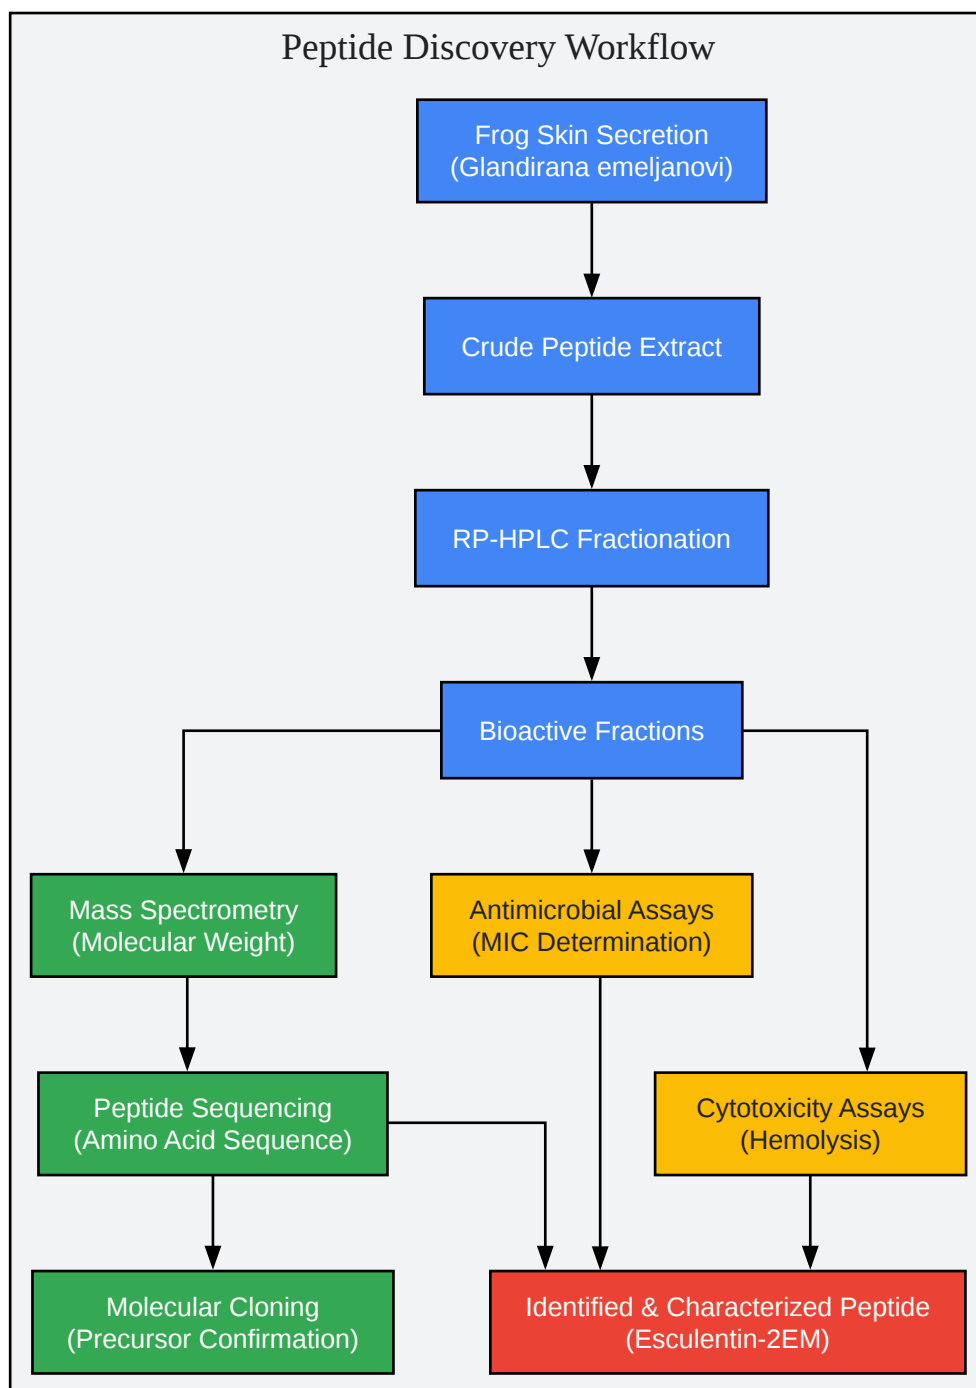 Peptide Discovery Workflow
Frog Skin Secretion
(Glandirana emeljanovi)
Crude Peptide Extract
RP-HPLC Fractionation
Bioactive Fractions
Mass Spectrometry
(Molecular Weight)
Antimicrobial Assays
(MIC Determination)
Peptide Sequencing
(Amino Acid Sequence)
Cytotoxicity Assays
(Hemolysis)
Molecular Cloning
(Precursor Confirmation)
Identified & Characterized Peptide
(Esculentin-2EM)